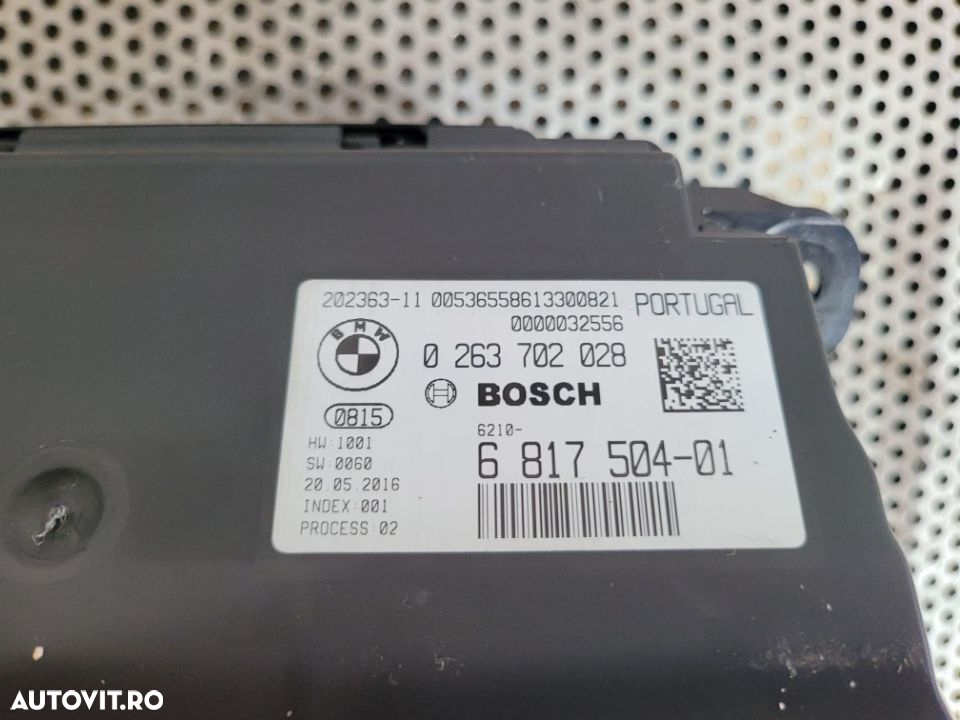 202363-11 00536558613300821 PORTUGAL
0000032556
BMW
0 263 702 028
BOSCH
0815
6210-
HW:1001
6 817 504-01
SW:0060
20.05.2016
INDEX:001
PROCESS:02
AUTOVIT.RO